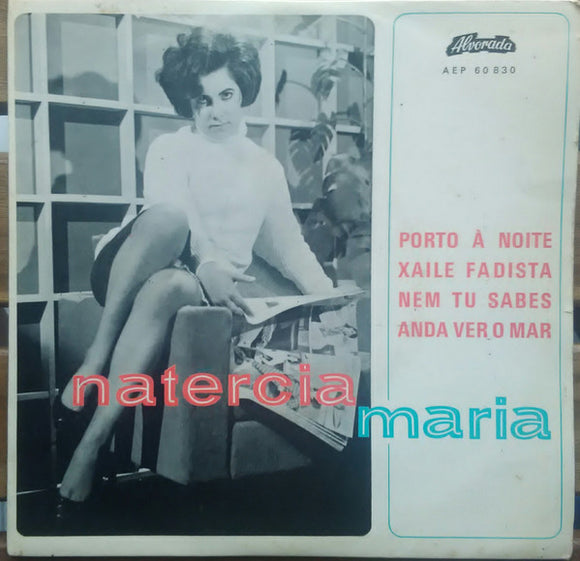 Alvorada
AEP 60 830
PORTO À NOITE
XAILE FADISTA
NEM TU SABES
ANDA VER O MAR
natercia
maria